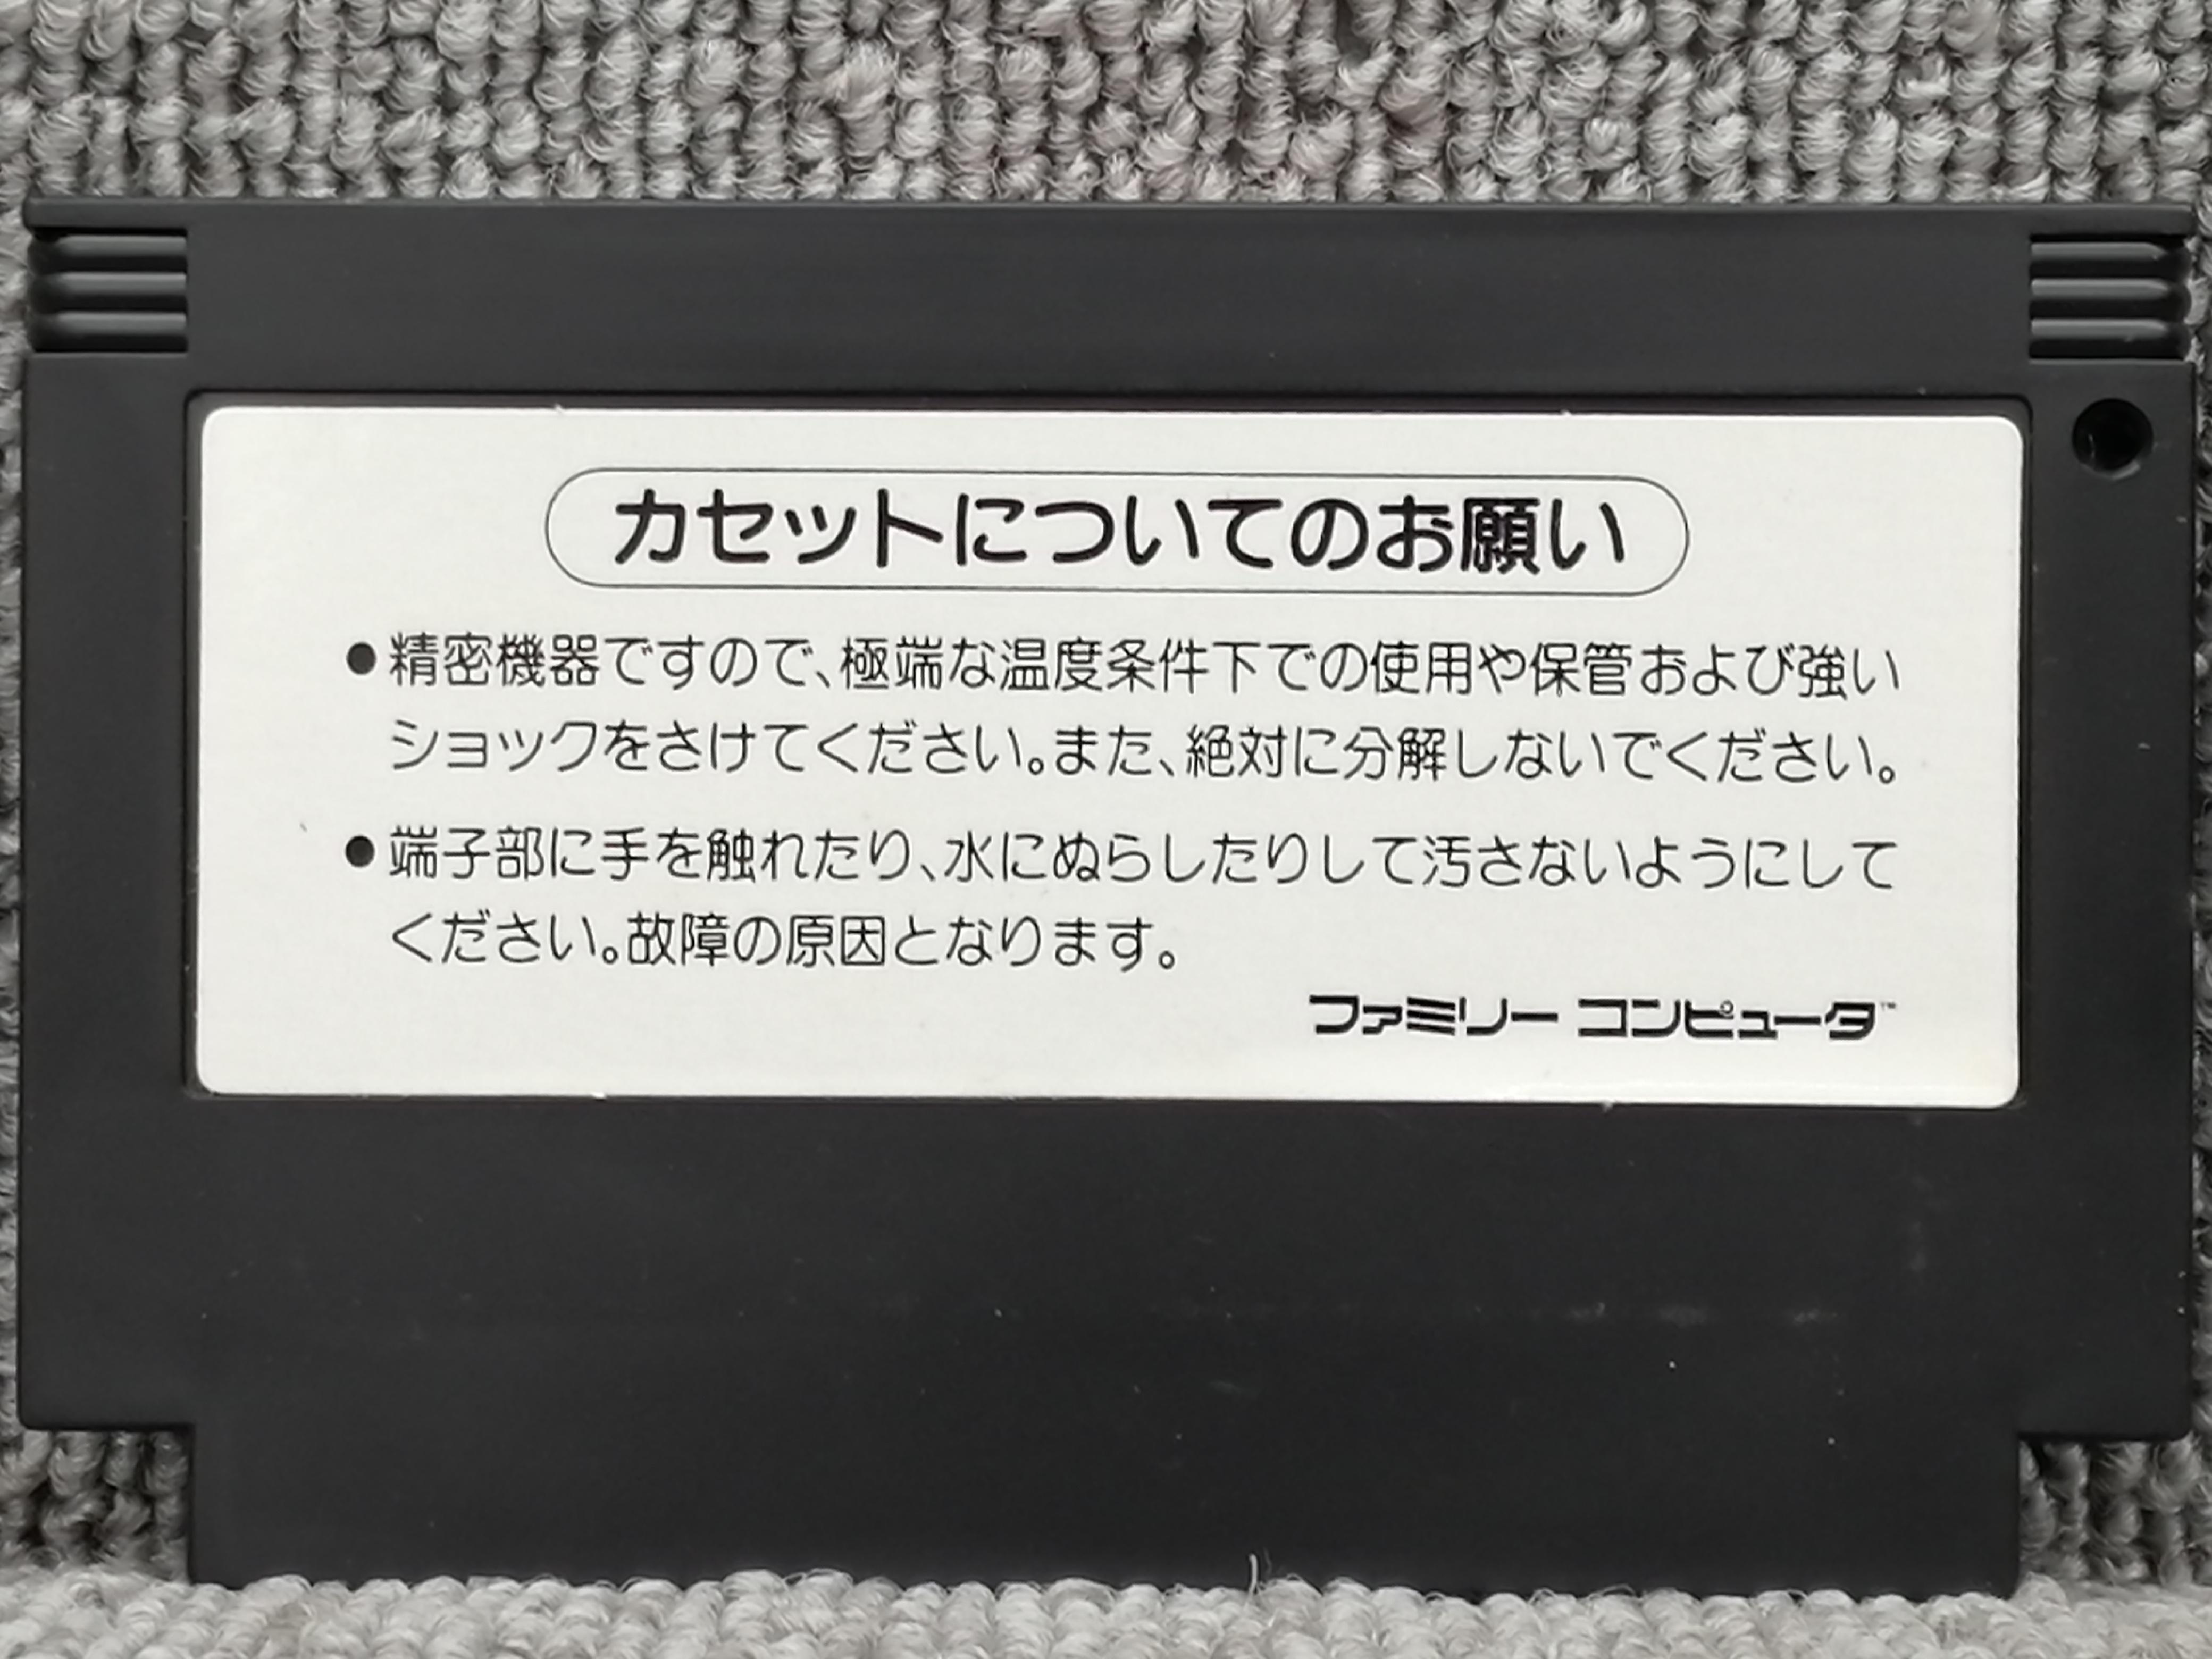 カセットについてのお願い
●精密機器ですので、極端な温度条件下での使用や保管および強い
ショックをさけてください。また、絶対に分解しないでください。
●端子部に手を触れたり、水にぬらしたりして汚さないようにして
ください。故障の原因となります。
ファミリー コンピュータ™